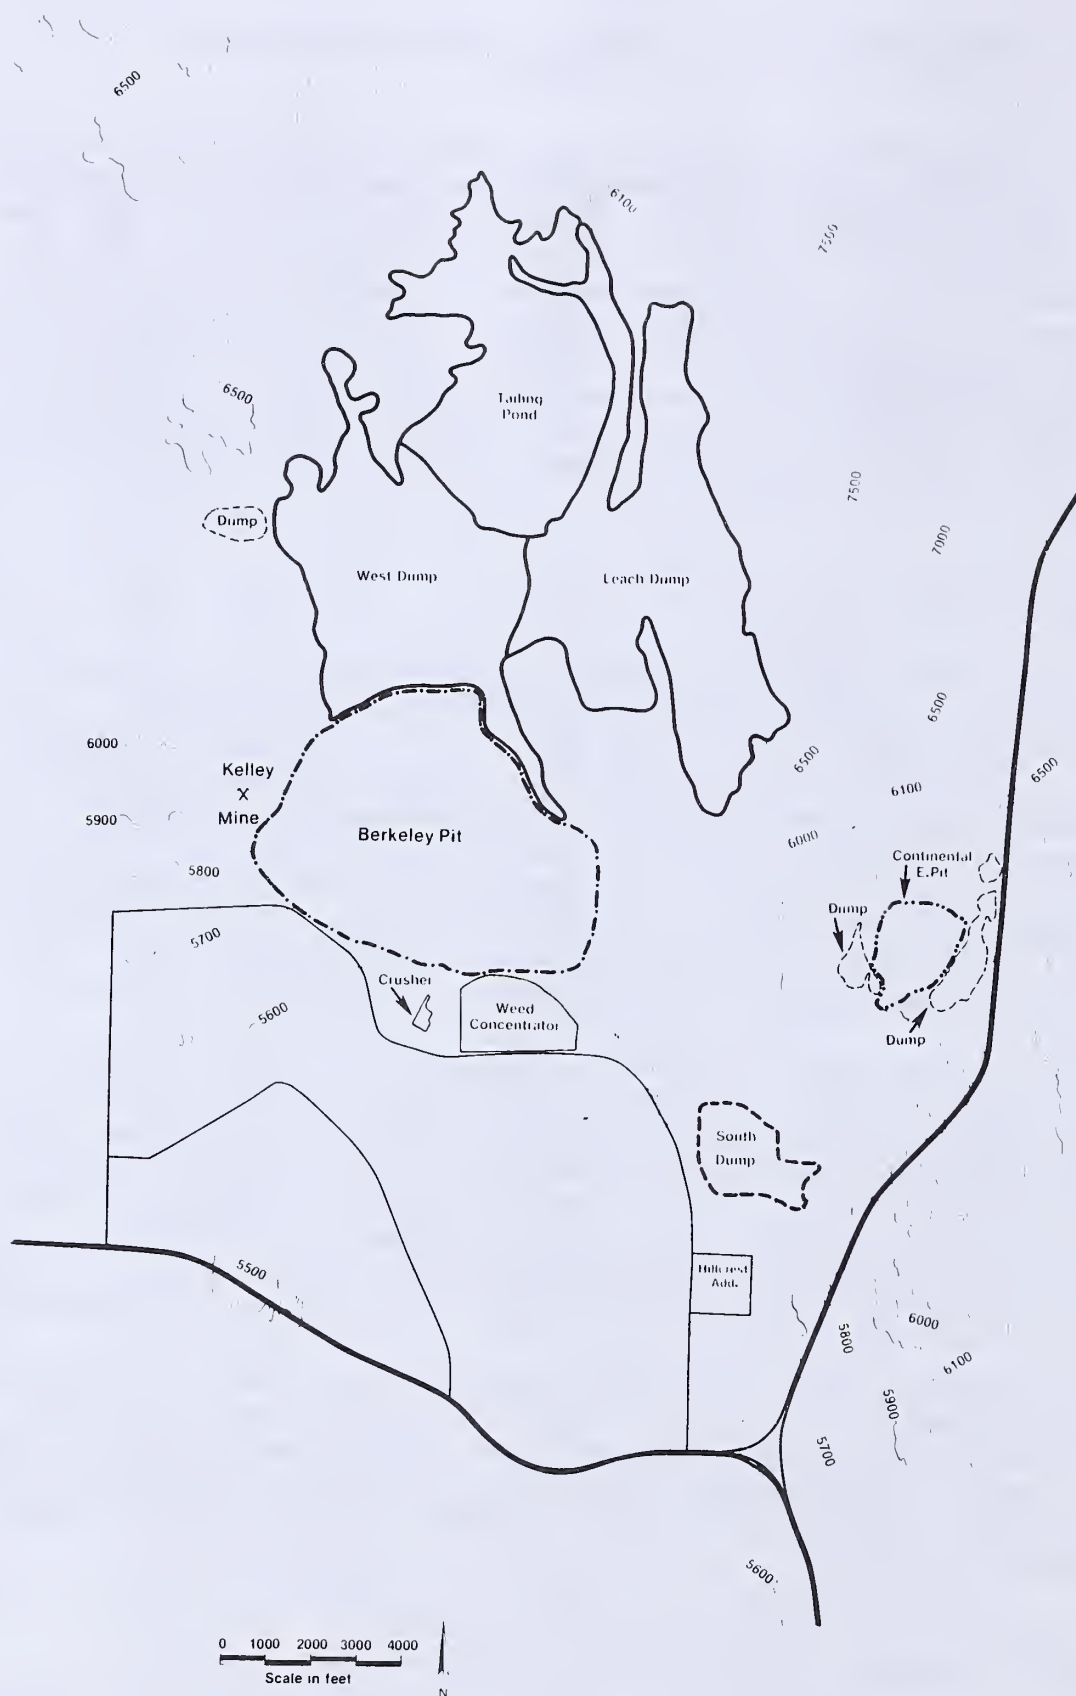 6500
6100
7500
6500
Tailing
Pond
7500
Dump
7000
West Dump
Leach Dump
6500
6000
6500
6500
Kelley
X
Mine
6100
5900
Berkeley Pit
6000
Continental
E. Pit
5800
Dump
5700
Crusher
5600
Weed
Concentrator
Dump
South
Dump
5500
Hillcrest
Add.
6000
5800
6100
5900
5700
5600
0 1000 2000 3000 4000
Scale in feet
N